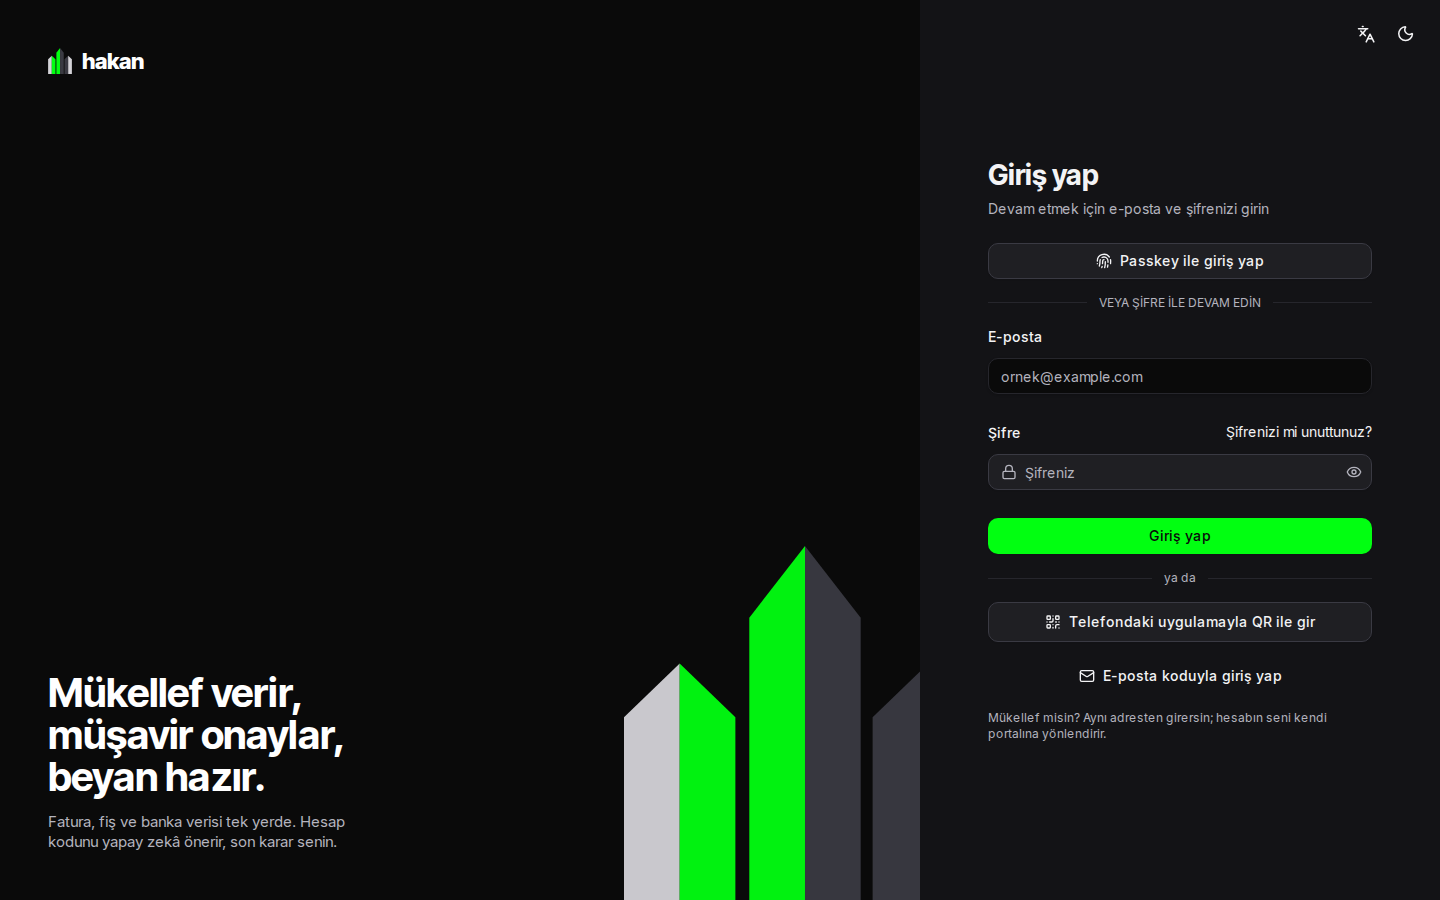 hakan
Mükellef verir,
müşavir onaylar,
beyan hazır.
Fatura, fiş ve banka verisi tek yerde. Hesap
kodunu yapay zekâ önerir, son karar senin.
Giriş yap
Devam etmek için e-posta ve şifrenizi girin
Passkey ile giriş yap
VEYA ŞİFRE İLE DEVAM EDİN
E-posta
ornek@example.com
Şifre
Şifrenizi mi unuttunuz?
Şifreniz
Giriş yap
ya da
Telefondaki uygulamayla QR ile gir
E-posta koduyla giriş yap
Mükellef misin? Aynı adresten girersin; hesabın seni kendi
portalına yönlendirir.